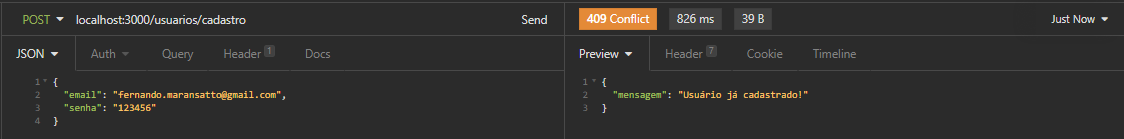 POST localhost:3000/usuarios/cadastro Send
409 Conflict 826 ms 39 B Just Now
JSON Auth Query Header 1 Docs
Preview Header 7 Cookie Timeline
1 {
2 "email": "fernando.maransatto@gmail.com",
3 "senha": "123456"
4 }
1 {
2 "mensagem": "Usuário já cadastrado!"
3 }